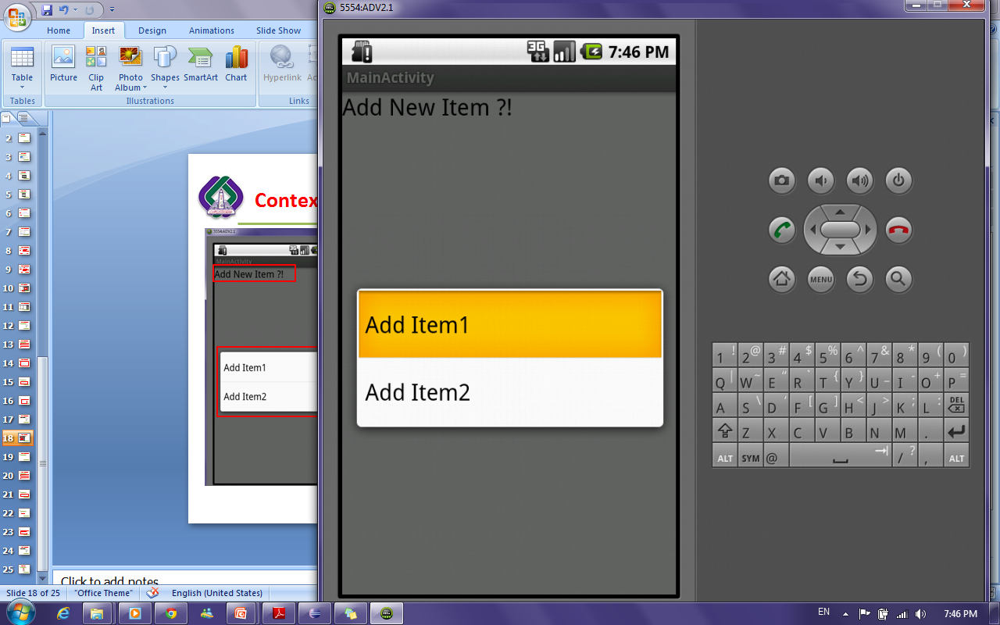 5554:ADV2.1
Home Insert Design Animations Slide Show
Table
Picture
Clip Art
Photo Album
Shapes
SmartArt
Chart
Hyperlink
Tables
Illustrations
Links
7:46 PM
MainActivity
Add New Item ?!
Add Item1
Add Item2
MENU
1 ! 2 @ 3 # 4 $ 5 % 6 ^ 7 & 8 * 9 ( 0 )
Q | W ~ E “ R ` T { Y } U _ I - O + P =
A S \ D ‘ F [ G ] H < J > K ; L : DEL
Z X C V B N M .
ALT SYM @ / ? , ALT
2
3
4
5
6
7
8
9
10
11
12
13
14
15
16
17
18
19
20
21
22
23
24
25
Contex
5554:ADV2.1
MainActivity
Add New Item ?!
Add Item1
Add Item2
Click to add notes
Slide 18 of 25 "Office Theme" English (United States)
EN 7:46 PM